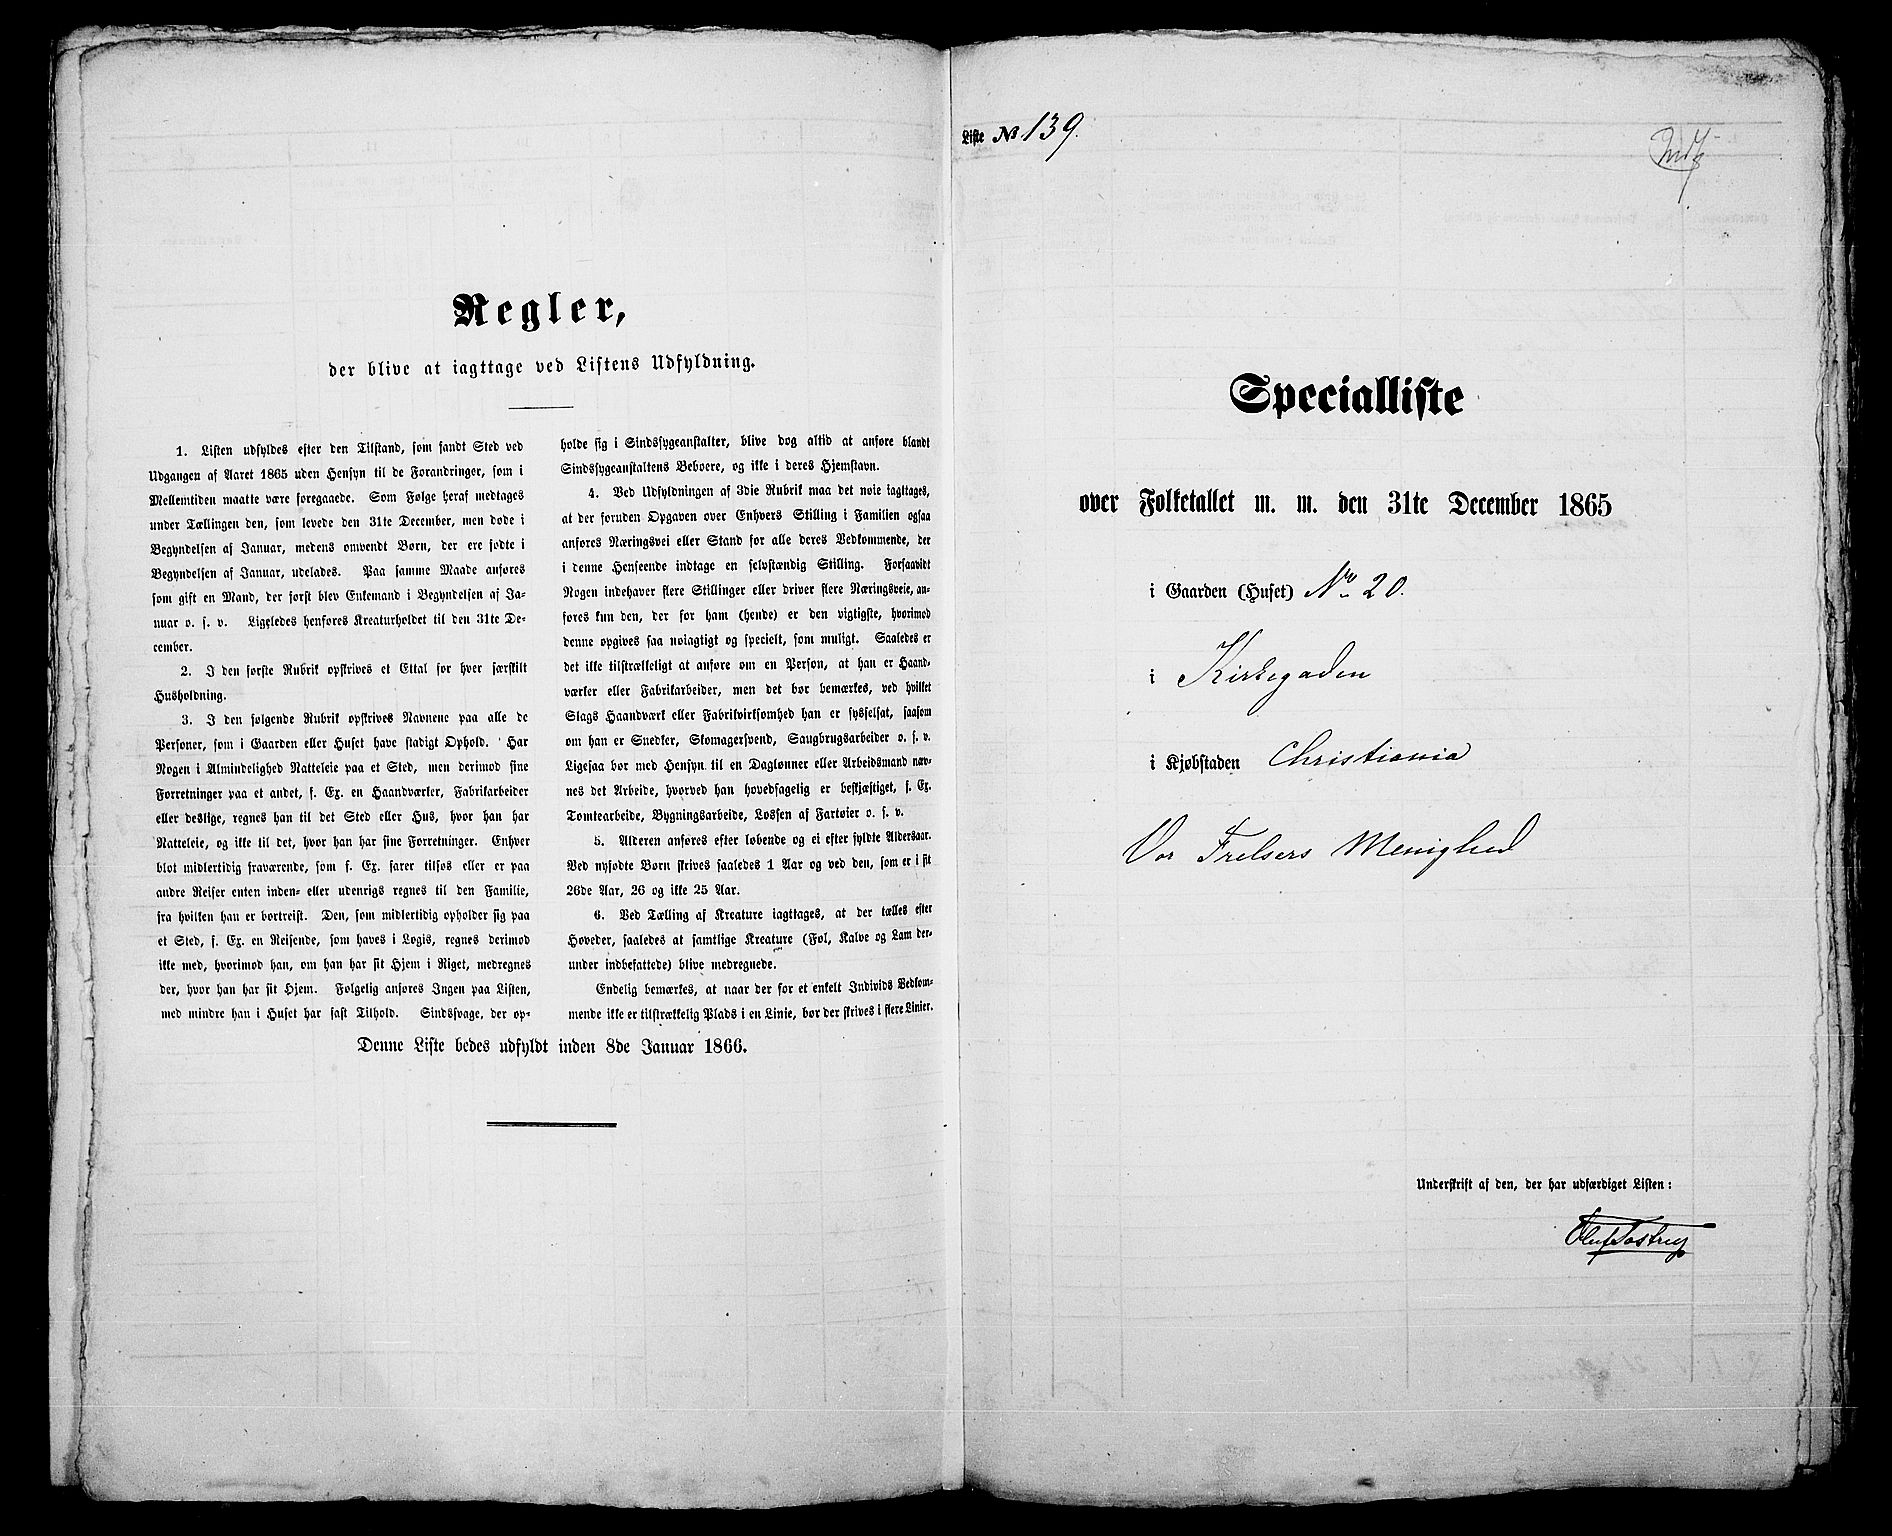 Regler,
der blive at iagttage ved Listens Udfyldning.
1. Listen udfyldes efter den Tilstand, som fandt Sted ved
Udgangen af Aaret 1865 uden Hensyn til de Forandringer, som i
Mellemtiden maatte være foregaaede. Som Følge heraf medtages
under Tællingen den, som levede den 31te December, men døde i
Begyndelsen af Januar, medens omvendt Børn, der ere fødte i
Begyndelsen af Januar, udelades. Paa samme Maade anføres
som gift en Mand, der først blev Enkemand i Begyndelsen af Ja-
nuar o. s. v. Ligeledes henføres Kreaturholdet til den 31te De-
cember.
2. I den første Rubrik opskrives et Ettal for hver særskilt
Husholdning.
3. I den følgende Rubrik opskrives Navnene paa alle de
Personer, som i Gaarden eller Huset have stadigt Ophold. Har
Nogen i Almindelighed Natteleie paa et Sted, men derimod sine
Forretninger paa et andet, f. Ex. en Haandværker, Fabrikarbeider
eller deslige, regnes han til det Sted eller Hus, hvor han har
Natteleie, og ikke til det, hvor han har sine Forretninger. Enhver
blot midlertidig fraværende, som f. Ex. farer tilsøs eller er paa
andre Reiser enten inden- eller udenrigs regnes til den Familie,
fra hvilken han er bortreist. Den, som midlertidig opholder sig paa
et Sted, f. Ex. en Reisende, som haves i Logis, regnes derimod
ikke med, hvorimod han, om han har sit Hjem i Riget, medregnes
der, hvor han har sit Hjem. Følgelig anføres Ingen paa Listen,
med mindre han i Huset har fast Tilhold. Sindssvage, der op-
holde sig i Sindssygeanstalter, blive dog altid at anføre blandt
Sindssygeanstaltens Beboere, og ikke i deres Hjemstavn.
4. Ved Udfyldningen af 3die Rubrik maa det nøie iagttages,
at der foruden Opgaven over Enhvers Stilling i Familien ogsaa
anføres Næringsvei eller Stand for alle deres Vedkommende, der
i denne Henseende indtage en selvstændig Stilling. Forsaavidt
Nogen indehaver flere Stillinger eller driver flere Næringsveie, an-
føres kun den, der for ham (hende) er den vigtigste, hvorimod
denne opgives saa nøiagtigt og specielt, som muligt. Saaledes er
det ikke tilstrækkeligt at anføre om en Person, at han er Haand-
værker eller Fabrikarbeider, men det bør bemærkes, ved hvilket
Slags Haandværk eller Fabrikvirksomhed han er sysselsat, saasom
om han er Snedker, Skomagersvend, Saugbrugsarbeider o. s. v.
Ligesaa bør med Hensyn til en Daglønner eller Arbeidsmand næv-
nes det Arbeide, hvorved han hovedsagelig er beskjæftiget, f. Ex.
Tomtearbeide, Bygningsarbeide, Lossen af Fartøier o. s. v.
5. Alderen anføres efter løbende og ei efter fyldte Aldersaar.
Ved nyfødte Børn skrives saaledes 1 Aar og ved den, som er i sit
26de Aar, 26 og ikke 25 Aar.
6. Ved Tælling af Kreature iagttages, at der tælles efter
Hoveder, saaledes at samtlige Kreature (Føl, Kalve og Lam der-
under indbefattede) blive medregnede.
Endelig bemærkes, at naar der for et enkelt Individs Vedkom-
mende ikke er tilstrækkelig Plads i en Linie, bør der skrives i flere Linier.
Denne Liste bedes udfyldt inden 8de Januar 1866.
Liste № 139.
Specialliste
over Folketallet m. m. den 31te December 1865
i Gaarden (Huset) No 20.
i Kirkegaden
i Kjøbstaden Christiania
Vor Frelsers Menighed
Underskrift af den, der har udfærdiget Listen:
Oluf Tostrup